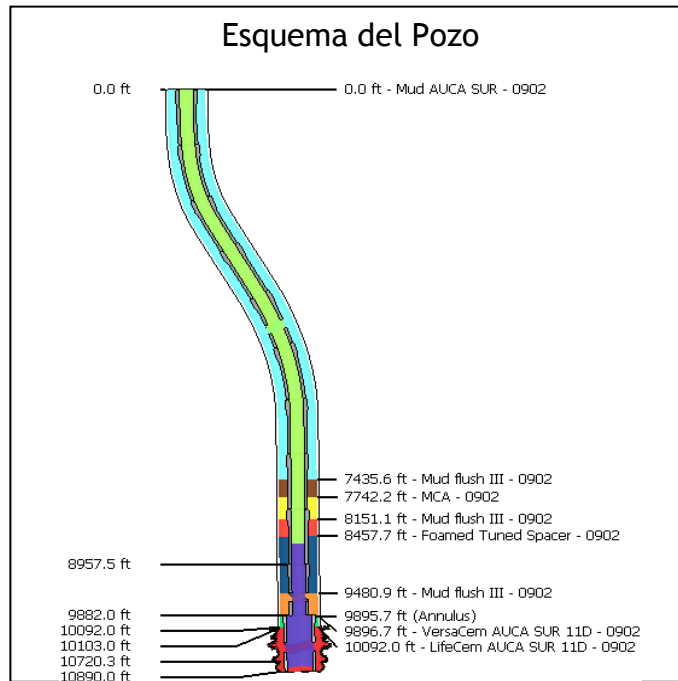 Esquema del Pozo
0.0 ft
0.0 ft - Mud AUCA SUR - 0902
7435.6 ft - Mud flush III - 0902
7742.2 ft - MCA - 0902
8151.1 ft - Mud flush III - 0902
8457.7 ft - Foamed Tuned Spacer - 0902
8957.5 ft
9480.9 ft - Mud flush III - 0902
9882.0 ft
9895.7 ft (Annulus)
10092.0 ft
9896.7 ft - VersaCem AUCA SUR 11D - 0902
10103.0 ft
10092.0 ft - LifeCem AUCA SUR 11D - 0902
10720.3 ft
10890.0 ft